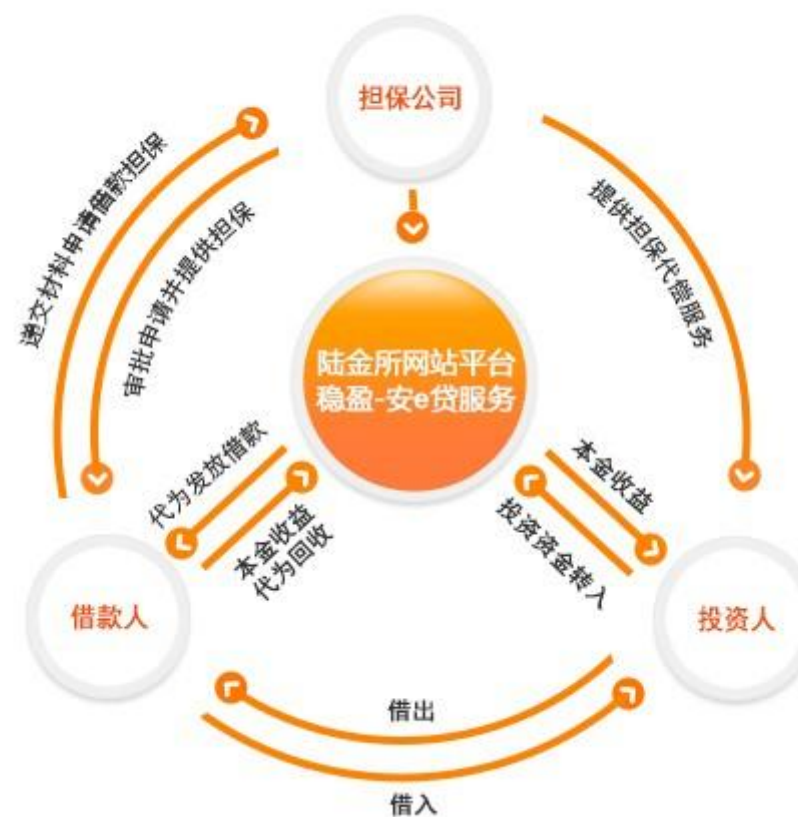 担保公司
递交材料申请借款担保
审批申请并提供担保
提供担保代偿服务
陆金所网站平台
稳盈-安e贷服务
代为发放借款
本金收益
代为回收
本金收益
投资资金转入
借款人
投资人
借出
借入